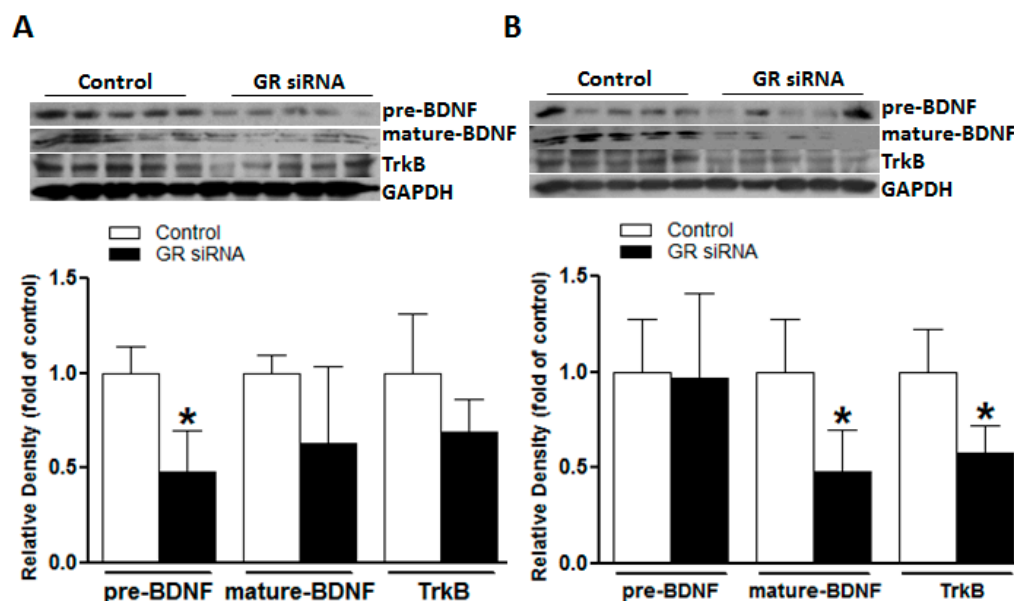 A
Control GR siRNA
pre-BDNF
mature-BDNF
TrkB
GAPDH
Control
GR siRNA
Relative Density (fold of control)
1.5
1.0
0.5
0.0
*
pre-BDNF mature-BDNF TrkB
B
Control GR siRNA
pre-BDNF
mature-BDNF
TrkB
GAPDH
Control
GR siRNA
Relative Density (fold of control)
1.5
1.0
0.5
0.0
* *
pre-BDNF mature-BDNF TrkB